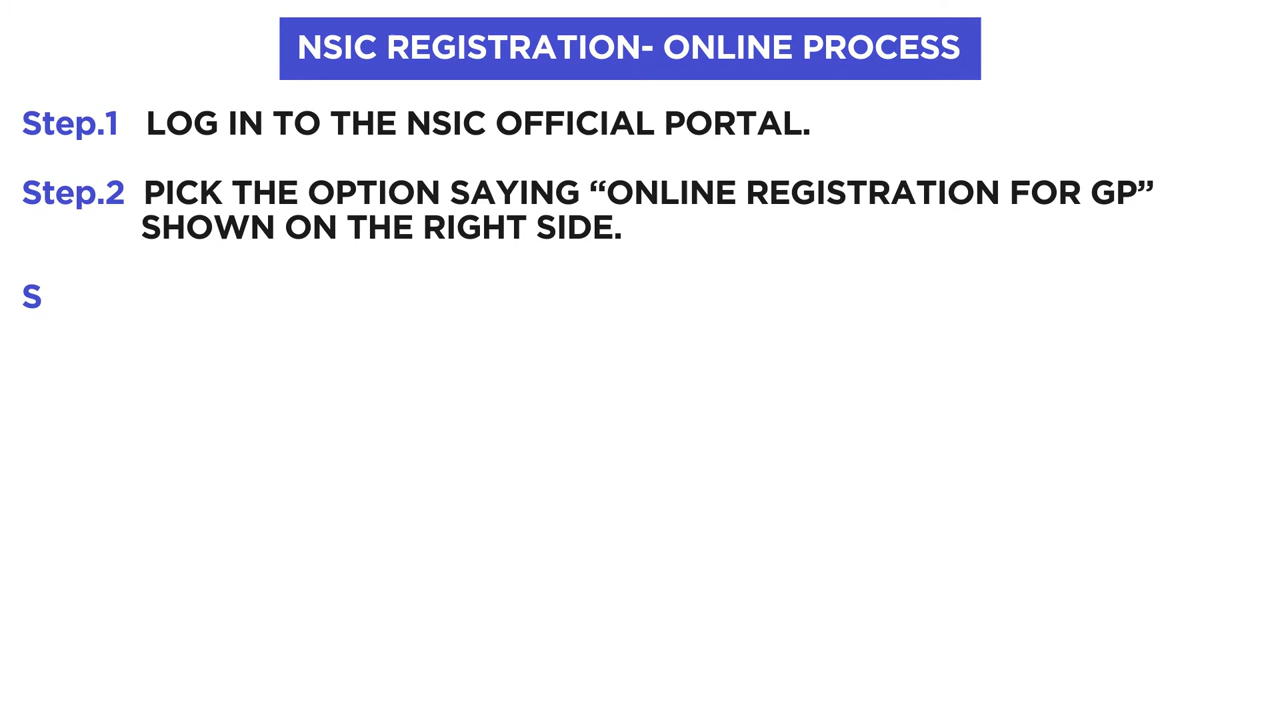 NSIC REGISTRATION- ONLINE PROCESS
Step.1 LOG IN TO THE NSIC OFFICIAL PORTAL.
Step.2 PICK THE OPTION SAYING “ONLINE REGISTRATION FOR GP”
SHOWN ON THE RIGHT SIDE.
S